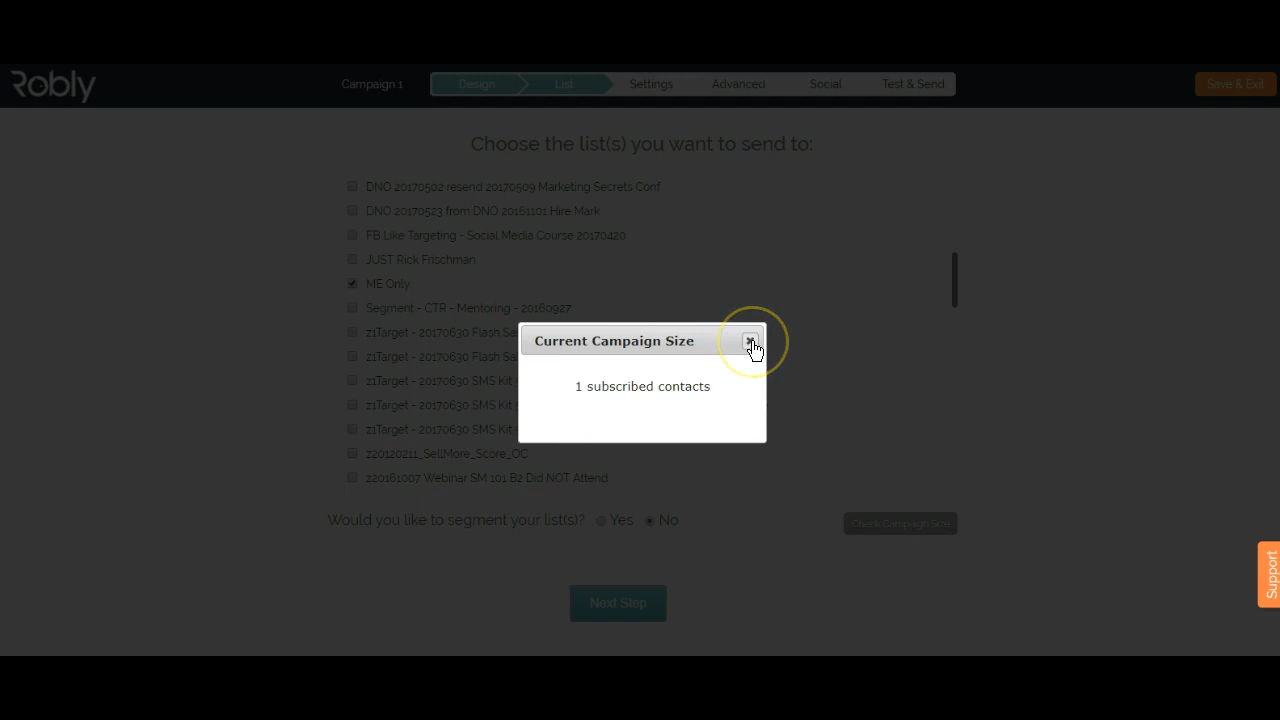 Robly
Campaign 1
Design
List
Settings
Advanced
Social
Test & Send
Save & Exit
Choose the list(s) you want to send to:
DNO 20170502 resend 20170509 Marketing Secrets Conf
DNO 20170523 from DNO 20161101 Hire Mark
FB Like Targeting - Social Media Course 20170420
JUST Rick Frischman
ME Only
Segment - CTR - Mentoring - 20160927
z1Target - 20170630 Flash Sa
z1Target - 20170630 Flash Sa
z1Target - 20170630 SMS Kit
z1Target - 20170630 SMS Kit
z1Target - 20170630 SMS Kit
z20120211_SellMore_Score_OC
z20161007 Webinar SM 101 B2 Did NOT Attend
Current Campaign Size
1 subscribed contacts
Would you like to segment your list(s)? Yes No
Check Campaign Size
Support
Next Step